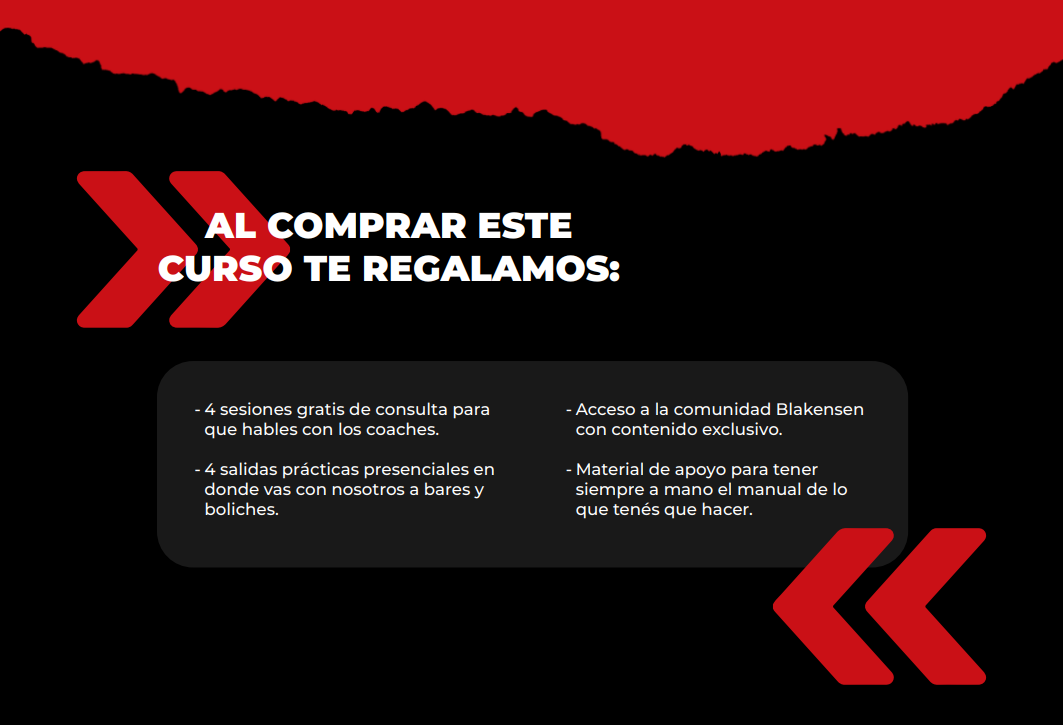 AL COMPRAR ESTE
CURSO TE REGALAMOS:
- 4 sesiones gratis de consulta para
que hables con los coaches.
- 4 salidas prácticas presenciales en
donde vas con nosotros a bares y
boliches.
- Acceso a la comunidad Blakensen
con contenido exclusivo.
- Material de apoyo para tener
siempre a mano el manual de lo
que tenés que hacer.